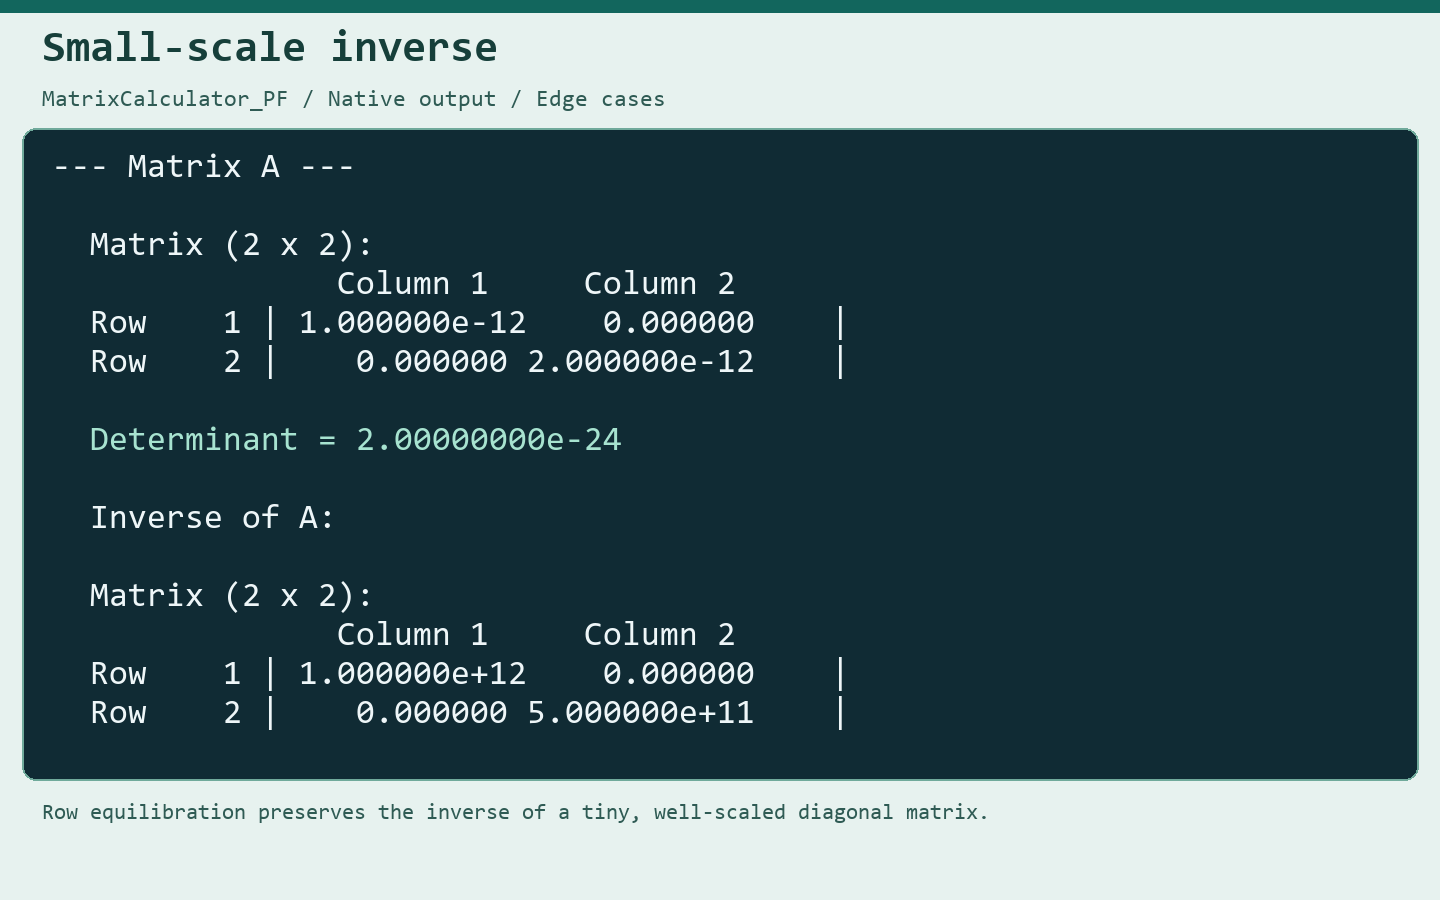 Small-scale inverse
MatrixCalculator_PF / Native output / Edge cases
--- Matrix A ---
Matrix (2 x 2):
Column 1     Column 2
Row    1 | 1.000000e-12    0.000000    |
Row    2 |    0.000000 2.000000e-12    |
Determinant = 2.00000000e-24
Inverse of A:
Matrix (2 x 2):
Column 1     Column 2
Row    1 | 1.000000e+12    0.000000    |
Row    2 |    0.000000 5.000000e+11    |
Row equilibration preserves the inverse of a tiny, well-scaled diagonal matrix.